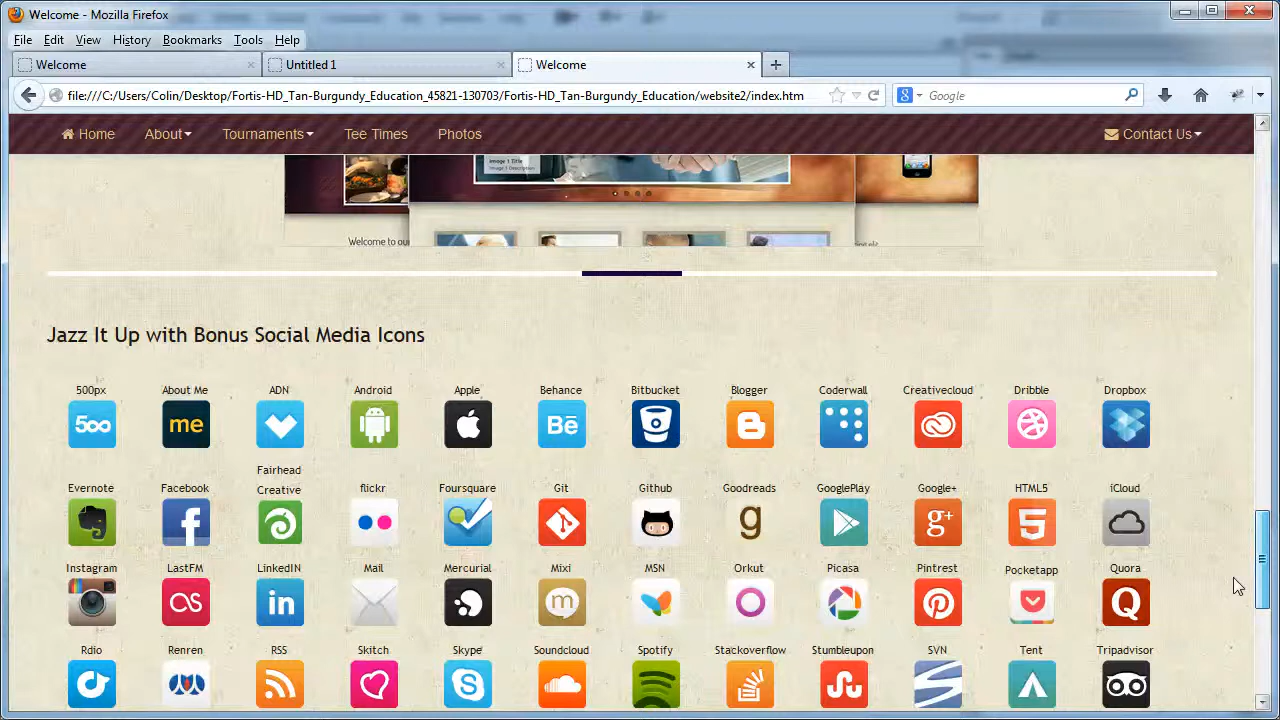 Welcome - Mozilla Firefox
File Edit View History Bookmarks Tools Help
Welcome Untitled 1 Welcome
file:///C:/Users/Colin/Desktop/Fortis-HD_Tan-Burgundy_Education_45821-130703/Fortis-HD_Tan-Burgundy_Education/website2/index.htm
Google
Home About Tournaments Tee Times Photos Contact Us
Image 1 Title
Image 1 Description
Welcome to our
Jazz It Up with Bonus Social Media Icons
500px About Me ADN Android Apple Behance Bitbucket Blogger Coderwall Creativecloud Dribble Dropbox
Evernote Facebook Fairhead Creative flickr Foursquare Git Github Goodreads GooglePlay Google+ HTML5 iCloud
Instagram LastFM LinkedIN Mail Mercurial Mixi MSN Orkut Picasa Pintrest Pocketapp Quora
Rdio Renren RSS Skitch Skype Soundcloud Spotify Stackoverflow Stumbleupon SVN Tent Tripadvisor